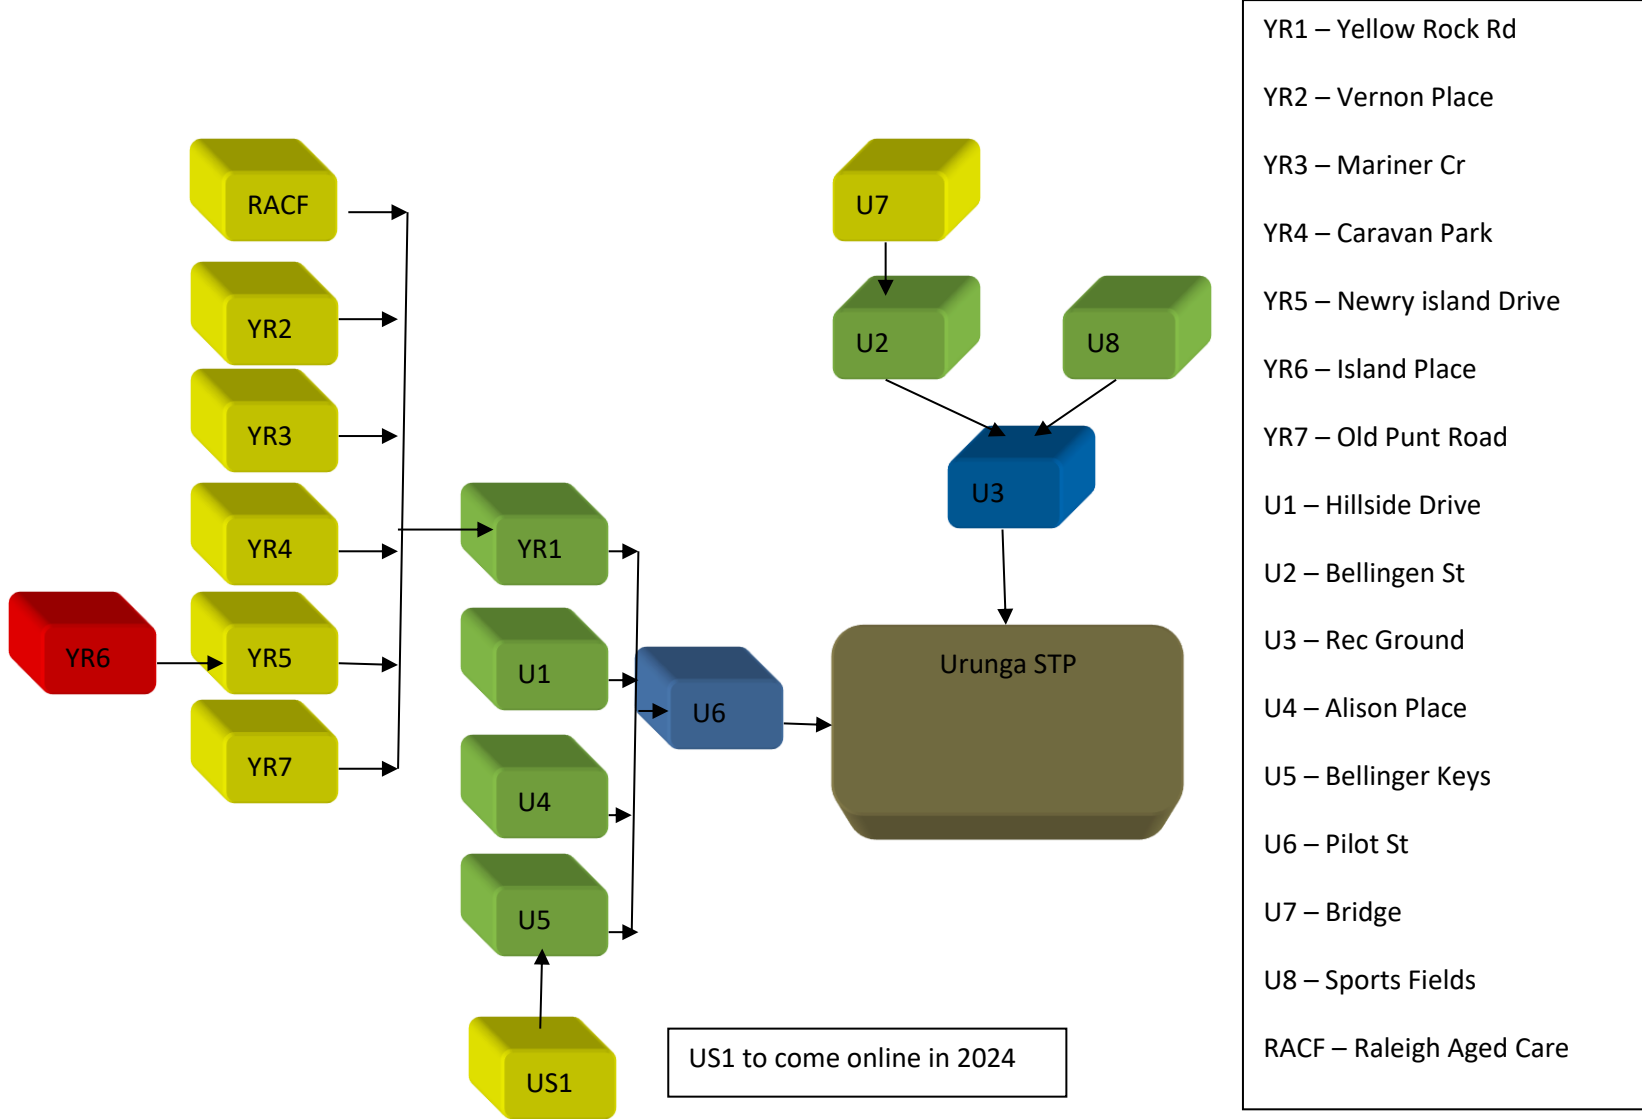 RACF
YR2
YR3
YR4
YR6
YR5
YR7
YR1
U1
U4
U5
US1
U6
U7
U2
U8
U3
Urunga STP
US1 to come online in 2024
YR1 – Yellow Rock Rd
YR2 – Vernon Place
YR3 – Mariner Cr
YR4 – Caravan Park
YR5 – Newry island Drive
YR6 – Island Place
YR7 – Old Punt Road
U1 – Hillside Drive
U2 – Bellingen St
U3 – Rec Ground
U4 – Alison Place
U5 – Bellinger Keys
U6 – Pilot St
U7 – Bridge
U8 – Sports Fields
RACF – Raleigh Aged Care